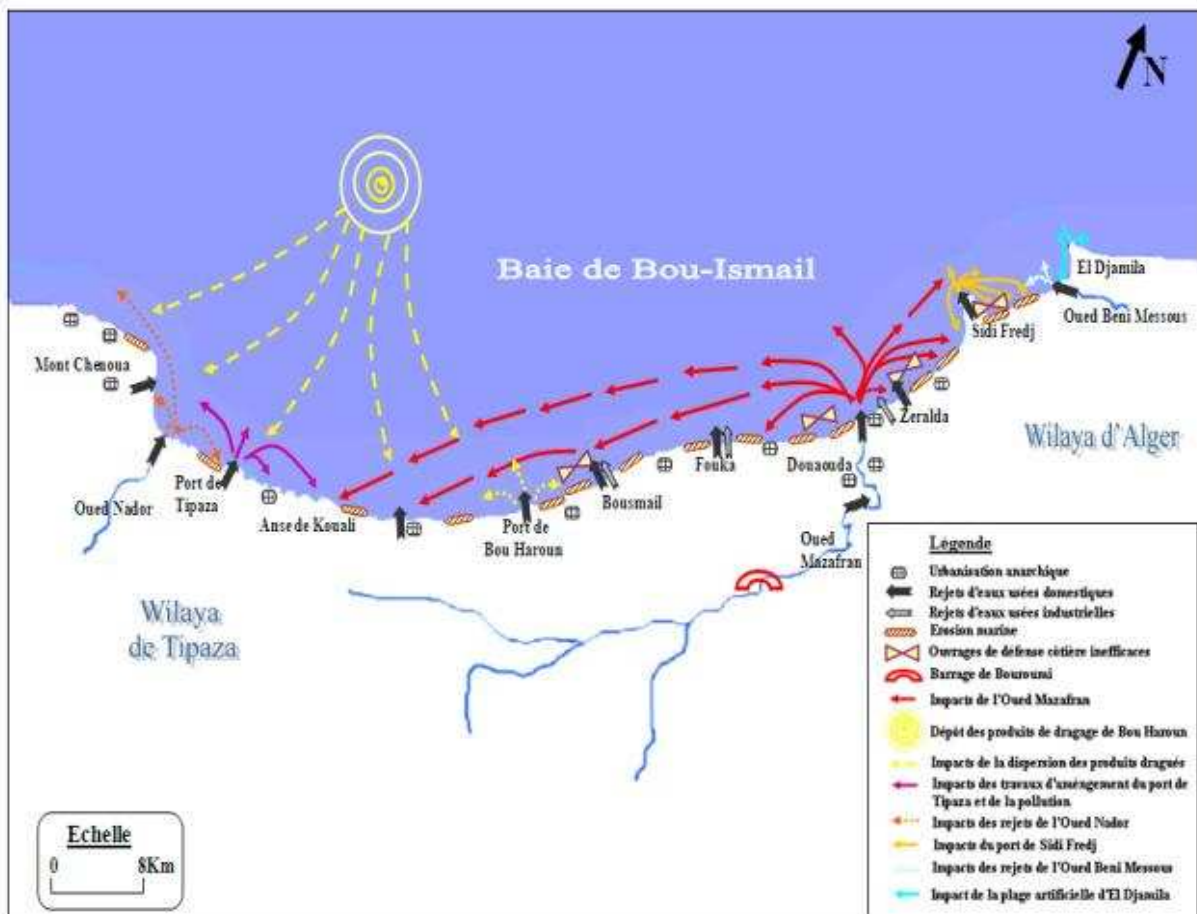 N
Baie de Bou-Ismail
El Djamila
Oued Beni Messous
Sidi Fredj
Mont Chenoua
Zeralda
Wilaya d'Alger
Fouka
Douaouda
Port de
Tipaza
Oued Nador
Anse de Kouali
Bousmail
Port de
Bou Haroun
Oued
Mazafran
Wilaya
de Tipaza
Légende
Urbanisation anarchique
Rejets d'eaux usées domestiques
Rejets d'eaux usées industrielles
Erosion marine
Ouvrages de défense côtière inefficaces
Barrage de Bouroumi
Impacts de l'Oued Mazafran
Dépôt des produits de dragage de Bou Haroun
Impacts de la dispersion des produits dragués
Impacts des travaux d'améngement du port de
Tipaza et de la pollution
Impacts des rejets de l'Oued Nador
Impacts du port de Sidi Fredj
Impacts des rejets de l'Oued Beni Messous
Impact de la plage artificielle d'El Djamila
Echelle
0 8Km